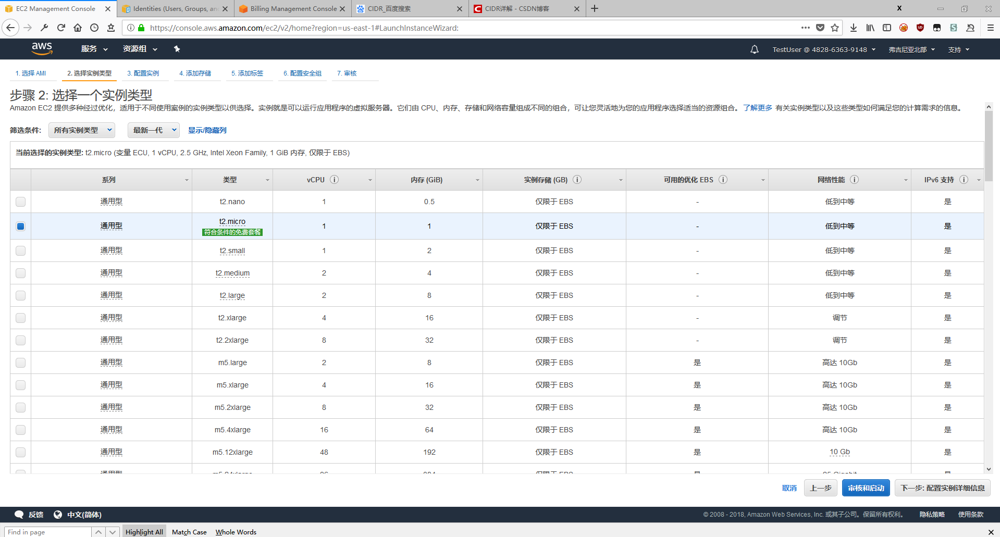 EC2 Management Console
Identities (Users, Groups, an
Billing Management Console
CIDR_百度搜索
CIDR详解 - CSDN博客
X
https://console.aws.amazon.com/ec2/v2/home?region=us-east-1#LaunchInstanceWizard:
aws
服务
资源组
TestUser @ 4828-6363-9148
弗吉尼亚北部
支持
1. 选择 AMI
2. 选择实例类型
3. 配置实例
4. 添加存储
5. 添加标签
6. 配置安全组
7. 审核
步骤 2: 选择一个实例类型
Amazon EC2 提供多种经过优化，适用于不同使用案例的实例类型以供选择。实例就是可以运行应用程序的虚拟服务器。它们由 CPU、内存、存储和网络容量组成不同的组合，可让您灵活地为您的应用程序选择适当的资源组合。 了解更多 有关实例类型以及这些类型如何满足您的计算需求的信息。
筛选条件: 所有实例类型 最新一代 显示/隐藏列
当前选择的实例类型: t2.micro (变量 ECU, 1 vCPU, 2.5 GHz, Intel Xeon Family, 1 GiB 内存, 仅限于 EBS)
系列 类型 vCPU 内存 (GiB) 实例存储 (GB) 可用的优化 EBS 网络性能 IPv6 支持
通用型 t2.nano 1 0.5 仅限于 EBS - 低到中等 是
通用型 t2.micro 符合条件的免费套餐 1 1 仅限于 EBS - 低到中等 是
通用型 t2.small 1 2 仅限于 EBS - 低到中等 是
通用型 t2.medium 2 4 仅限于 EBS - 低到中等 是
通用型 t2.large 2 8 仅限于 EBS - 低到中等 是
通用型 t2.xlarge 4 16 仅限于 EBS - 调节 是
通用型 t2.2xlarge 8 32 仅限于 EBS - 调节 是
通用型 m5.large 2 8 仅限于 EBS 是 高达 10Gb 是
通用型 m5.xlarge 4 16 仅限于 EBS 是 高达 10Gb 是
通用型 m5.2xlarge 8 32 仅限于 EBS 是 高达 10Gb 是
通用型 m5.4xlarge 16 64 仅限于 EBS 是 高达 10Gb 是
通用型 m5.12xlarge 48 192 仅限于 EBS 是 10 Gb 是
取消 上一步 审核和启动 下一步: 配置实例详细信息
反馈 中文(简体)
© 2008 - 2018, Amazon Web Services, Inc. 或其子公司。保留所有权利。 隐私策略 使用条款
Find in page Highlight All Match Case Whole Words